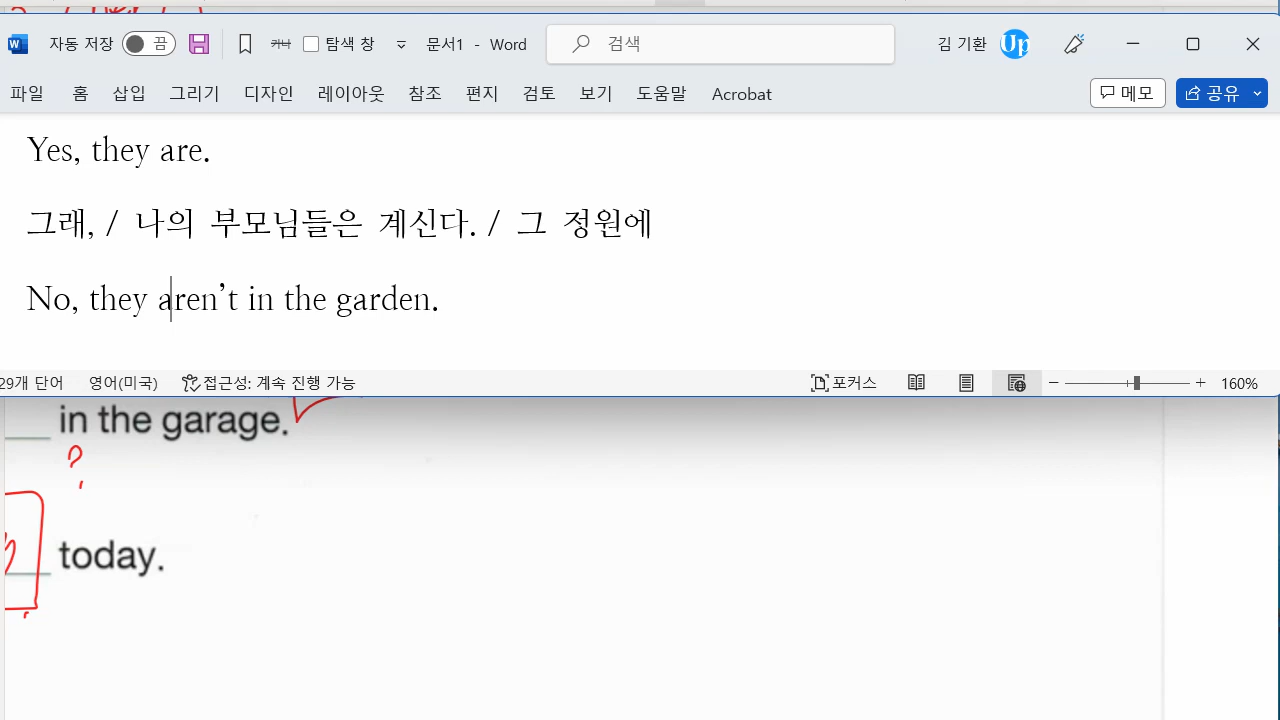 자동 저장 끔 가나 탐색 창 문서1 - Word 검색 김 기환 Up
파일 홈 삽입 그리기 디자인 레이아웃 참조 편지 검토 보기 도움말 Acrobat 메모 공유
Yes, they are.
그래, / 나의 부모님들은 계신다. / 그 정원에
No, they aren’t in the garden.
29개 단어 영어(미국) 접근성: 계속 진행 가능 포커스 160%
in the garage.
?
today.